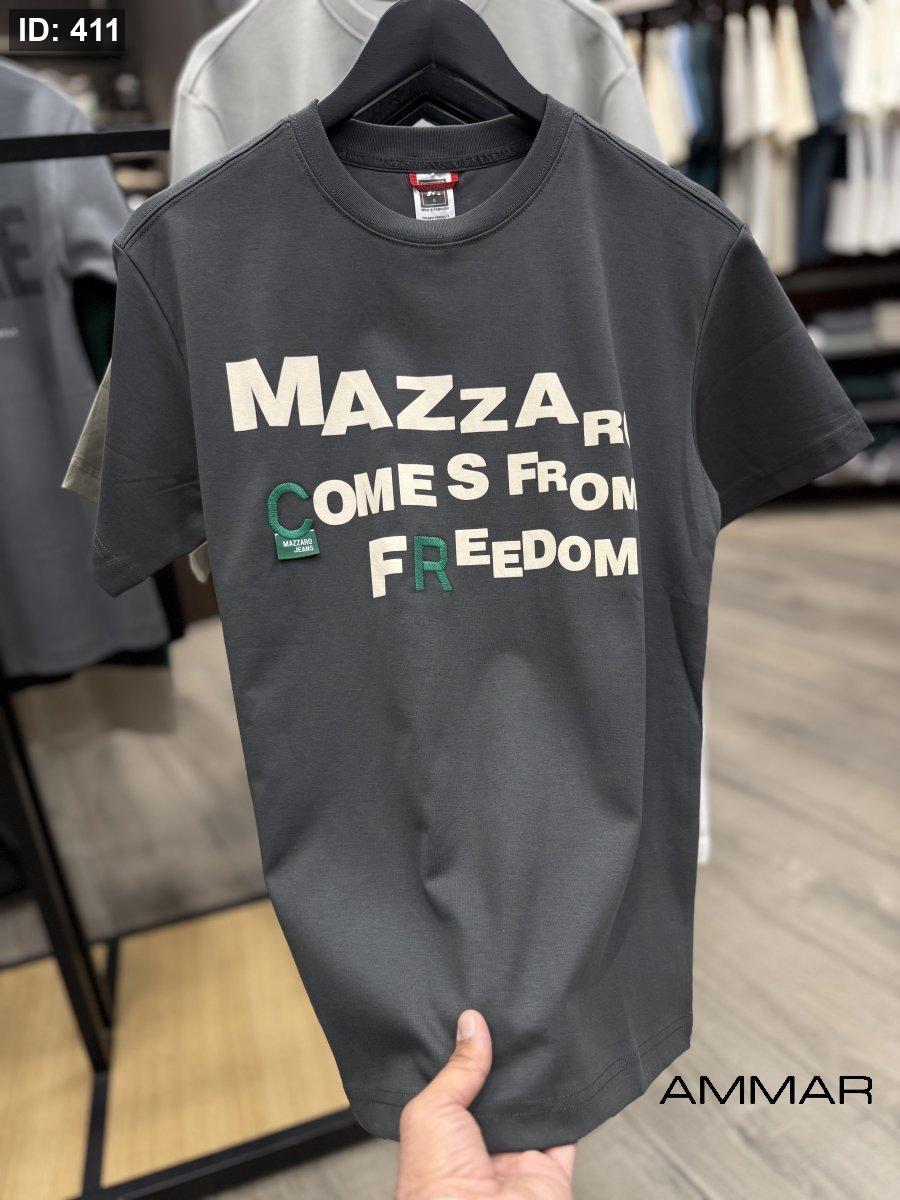 ID: 411
MAZZARO
COMES FROM
MAZZARO
JEANS
FREEDOM
AMMAR